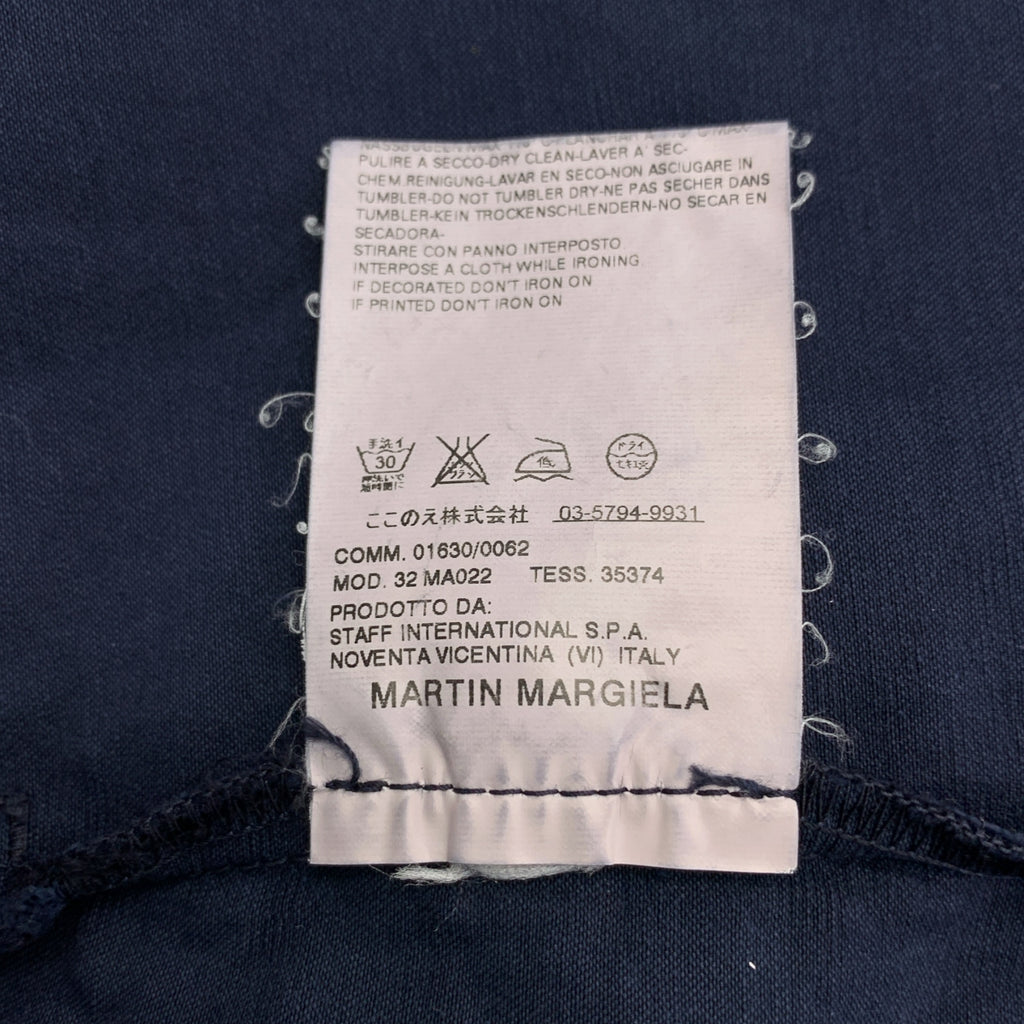 PULIRE A SECCO-DRY CLEAN-LAVER A' SEC-
CHEM.REINIGUNG-LAVAR EN SECO-NON ASCIUGARE IN
TUMBLER-DO NOT TUMBLER DRY-NE PAS SECHER DANS
TUMBLER-KEIN TROCKENSCHLENDERN-NO SECAR EN
SECADORA-
STIRARE CON PANNO INTERPOSTO
INTERPOSE A CLOTH WHILE IRONING
IF DECORATED DON'T IRON ON
IF PRINTED DON'T IRON ON
手洗イ
30
低
ドライ
ここのえ株式会社 03-5794-9931
COMM. 01630/0062
MOD. 32 MA022 TESS. 35374
PRODOTTO DA:
STAFF INTERNATIONAL S.P.A.
NOVENTA VICENTINA (VI) ITALY
MARTIN MARGIELA